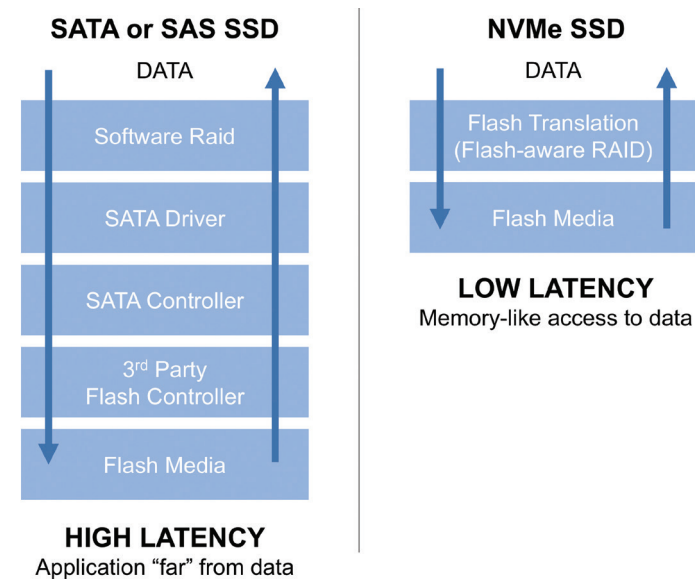 SATA or SAS SSD
DATA
Software Raid
SATA Driver
SATA Controller
3rd Party
Flash Controller
Flash Media
HIGH LATENCY
Application “far” from data
NVMe SSD
DATA
Flash Translation
(Flash-aware RAID)
Flash Media
LOW LATENCY
Memory-like access to data